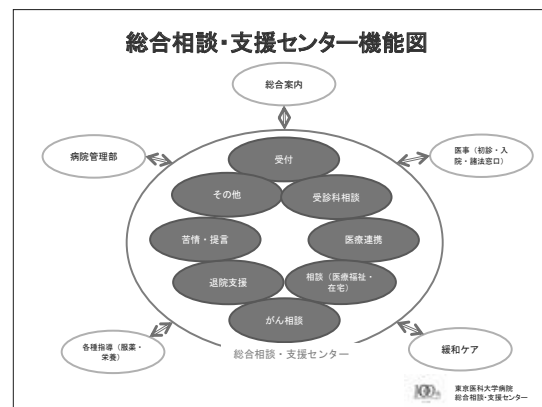 総合相談・支援センター機能図
総合案内
病院管理部
医事（初診・入
院・諸法窓口）
受付
その他
受診科相談
苦情・提言
医療連携
退院支援
相談（医療福祉・
在宅）
がん相談
総合相談・支援センター
各種指導（服薬・
栄養）
緩和ケア
東京医科大学病院
総合相談・支援センター